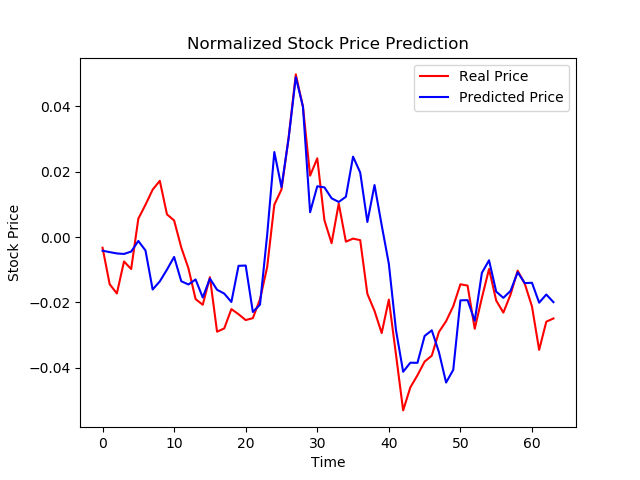 Normalized Stock Price Prediction
Real Price
Predicted Price
Stock Price
0.04
0.02
0.00
−0.02
−0.04
0 10 20 30 40 50 60
Time